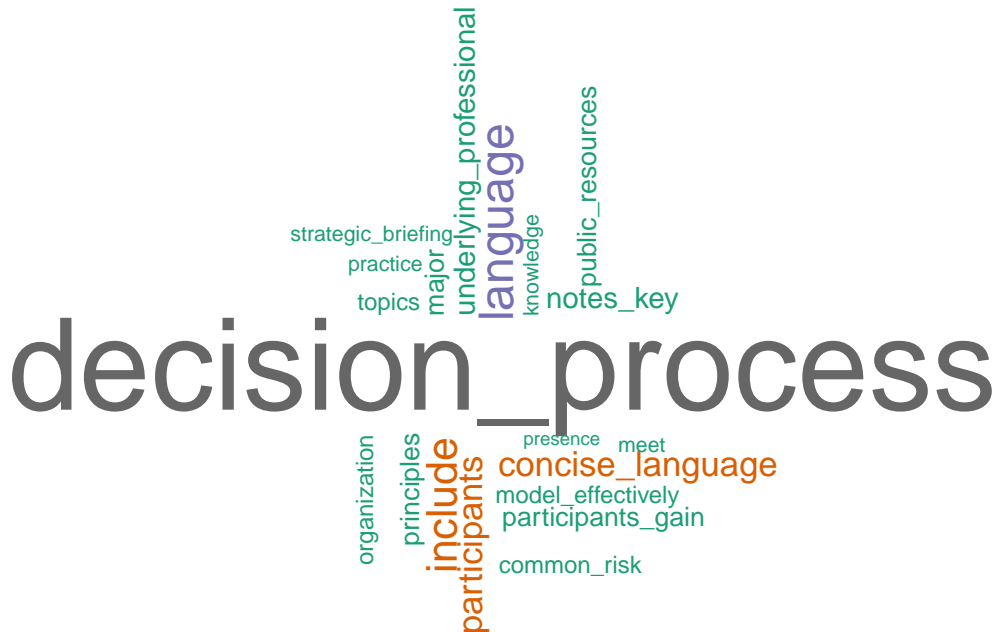 underlying_professional
public_resources
language
strategic_briefing
knowledge
practice
major
topics
notes_key
decision_process
presence
meet
organization
principles
include
concise_language
participants
model_effectively
participants_gain
common_risk